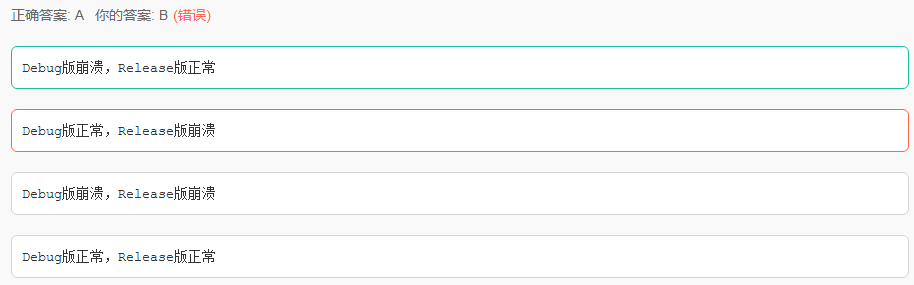 正确答案: A 你的答案: B (错误)
Debug版崩溃，Release版正常
Debug版正常，Release版崩溃
Debug版崩溃，Release版崩溃
Debug版正常，Release版正常